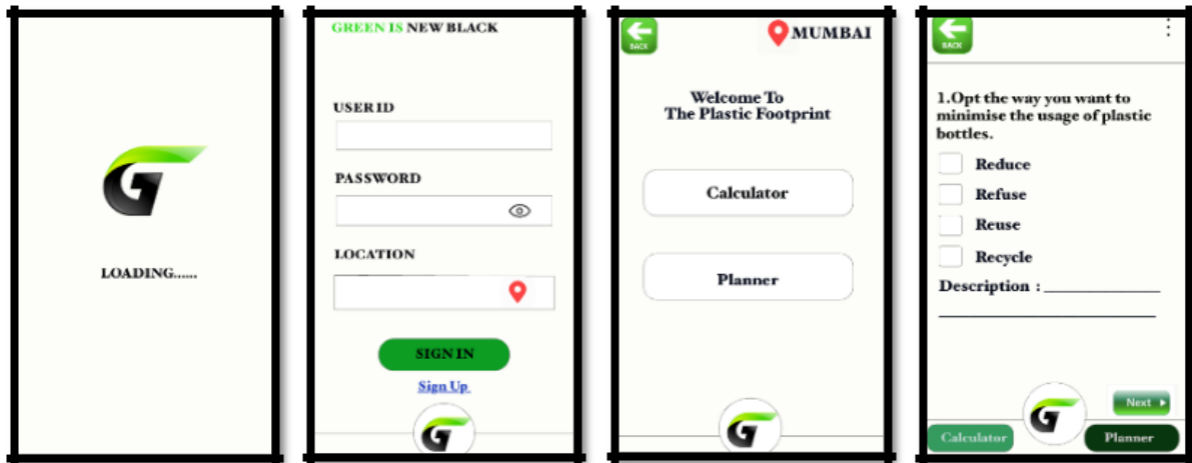 LOADING......
GREEN IS NEW BLACK
USER ID
PASSWORD
LOCATION
SIGN IN
Sign Up
BACK
MUMBAI
Welcome To
The Plastic Footprint
Calculator
Planner
BACK
1.Opt the way you want to
minimise the usage of plastic
bottles.
Reduce
Refuse
Reuse
Recycle
Description : ______________
__________________________
Next
Calculator
Planner